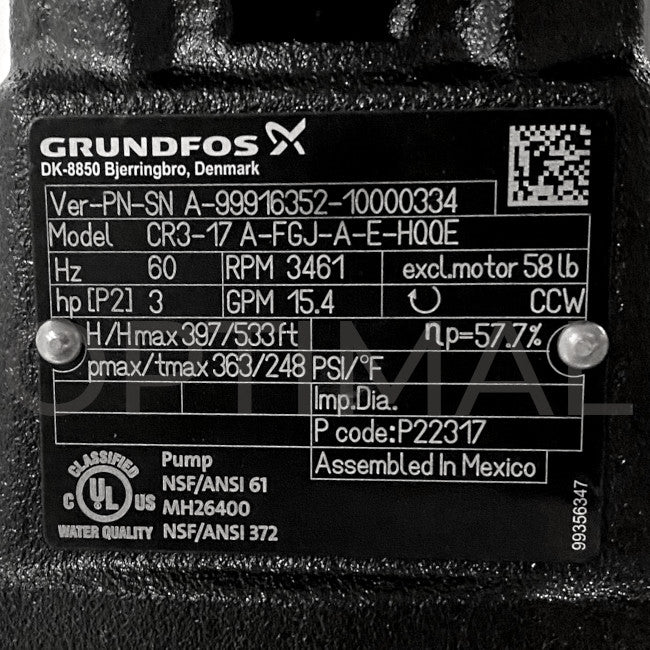 GRUNDFOS
DK-8850 Bjerringbro, Denmark
Ver-PN-SN A-99916352-10000334
Model CR3-17 A-FGJ-A-E-HQQE
Hz 60 RPM 3461 excl.motor 58 lb
hp [P2] 3 GPM 15.4 CCW
H/Hmax 397/533 ft ηp=57.7%
pmax/tmax 363/248 PSI/°F
Imp.Dia.
P code:P22317
Assembled In Mexico
CLASSIFIED
C UL US
WATER QUALITY
Pump
NSF/ANSI 61
MH26400
NSF/ANSI 372
99356347
OPTIMAL